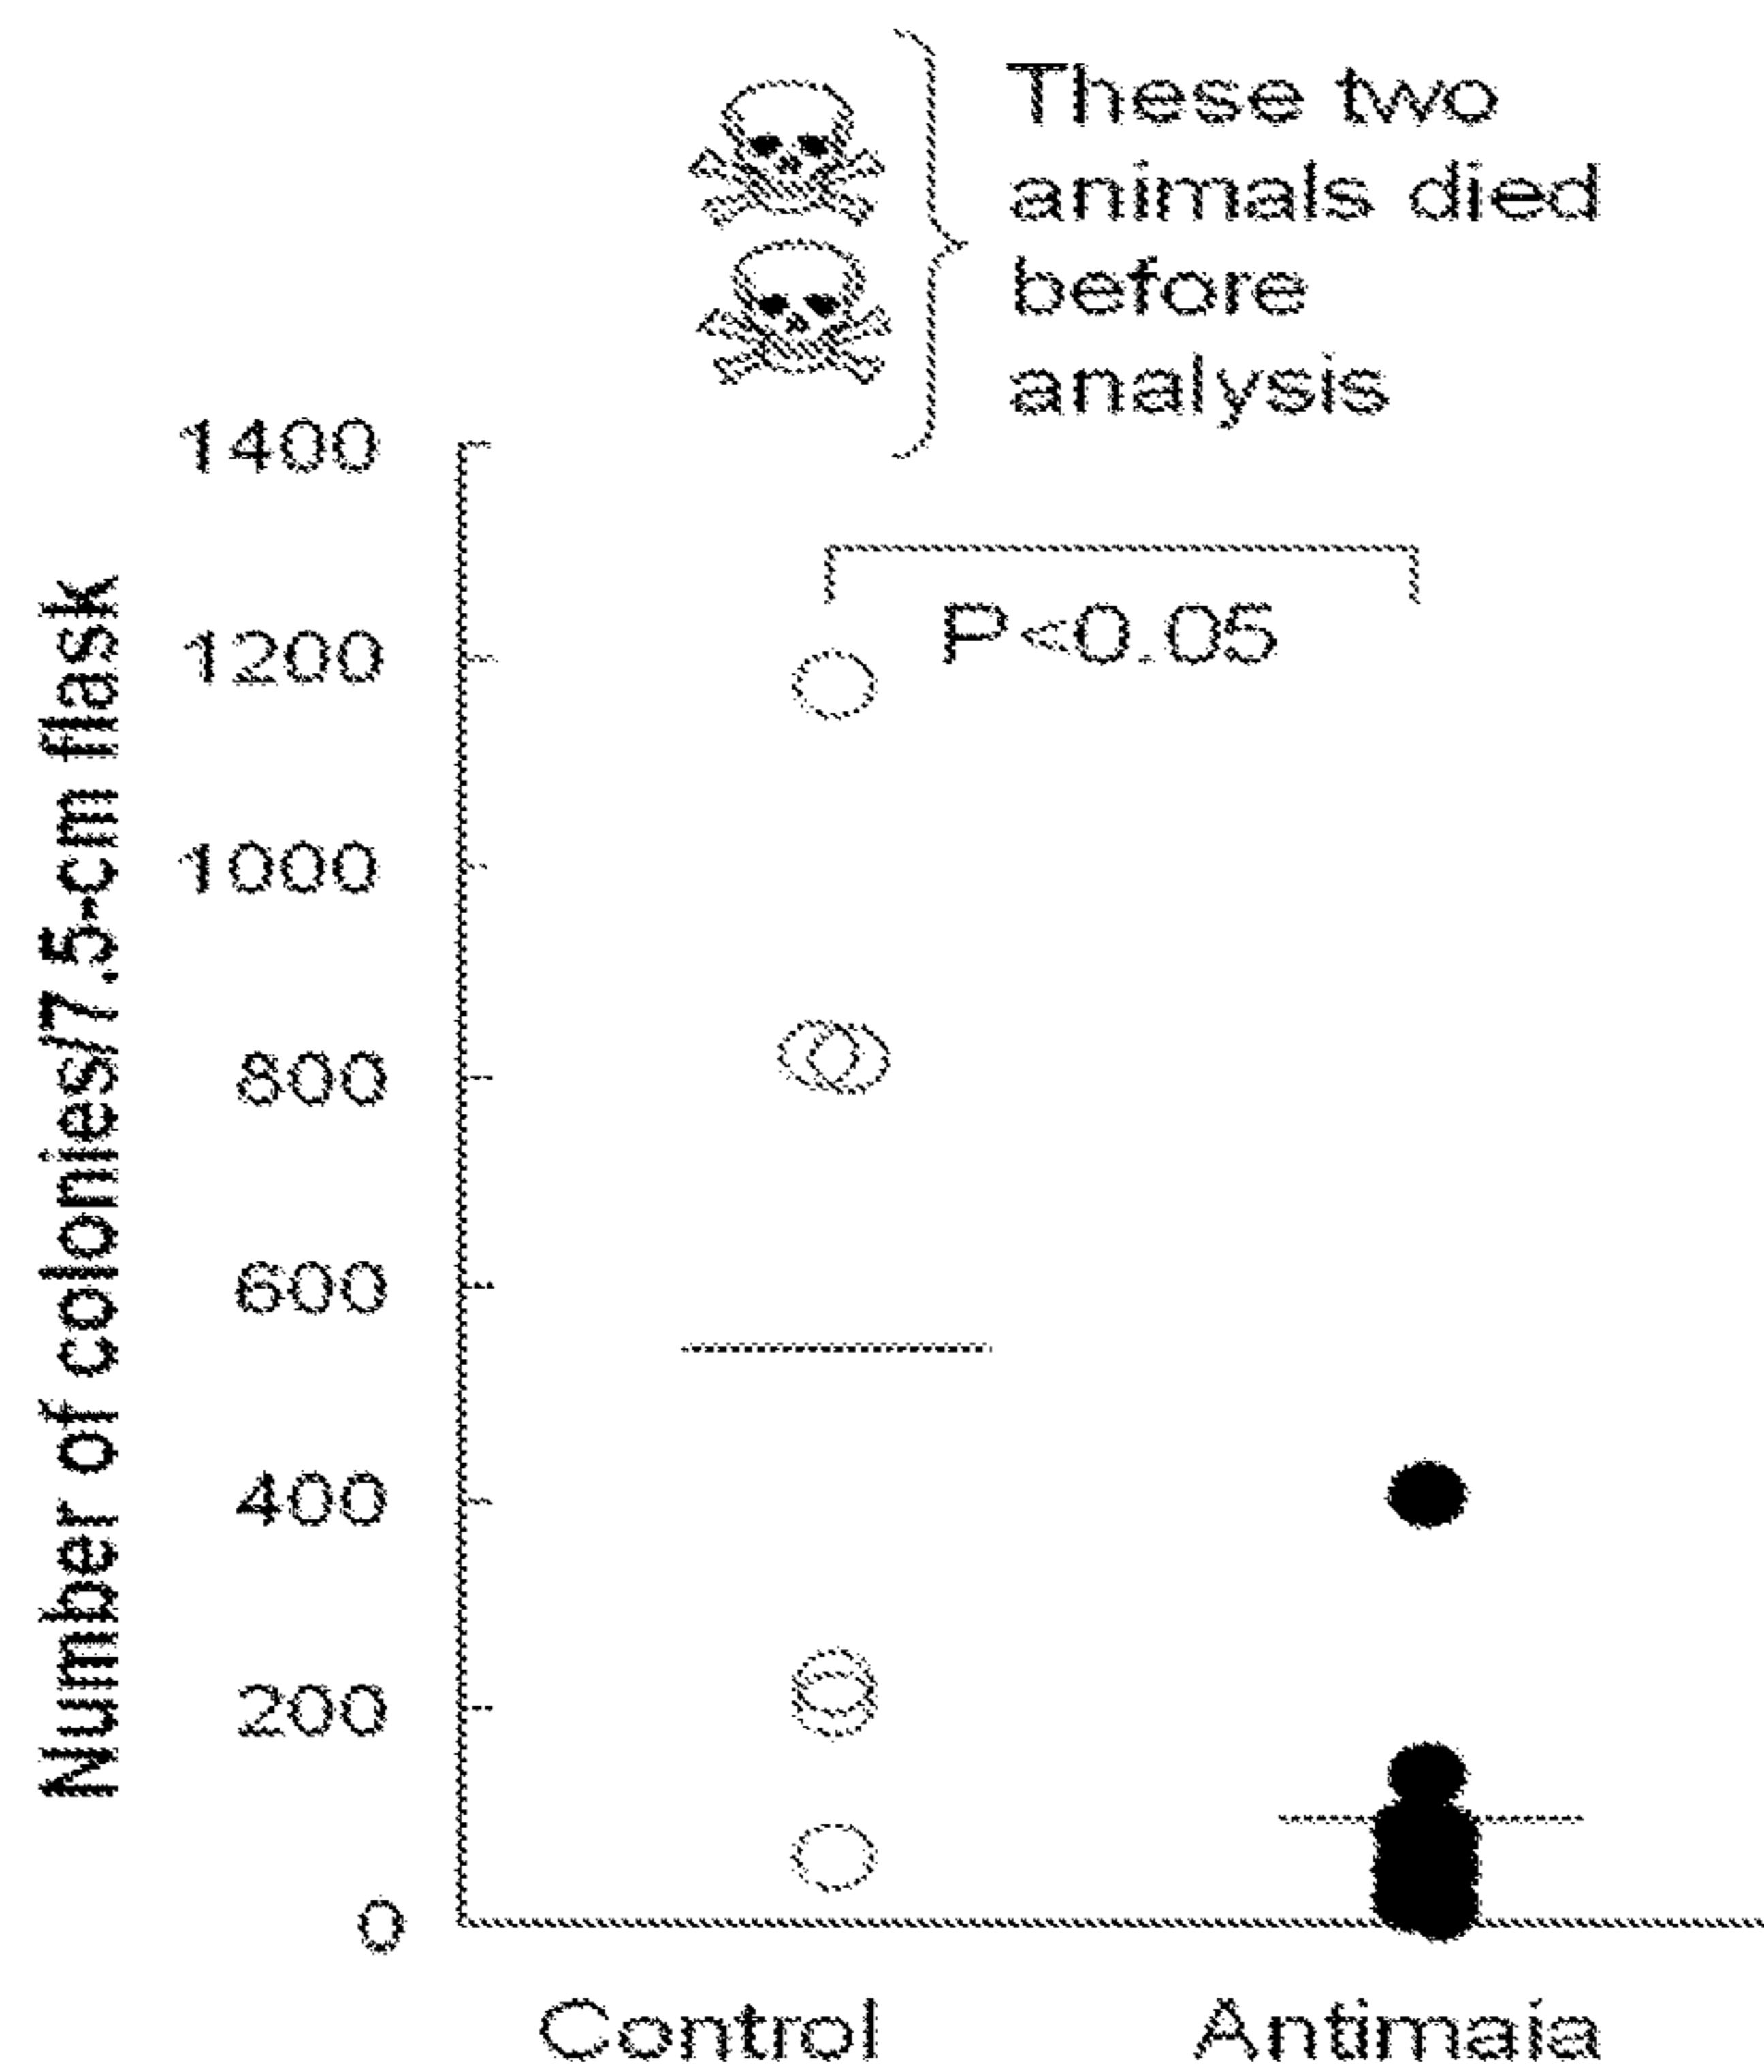 These two
animals died
before
analysis
1400
1200
1000
800
600
400
200
0
Number of colonies/7.5-cm flask
P<0.05
Control
Antimaia